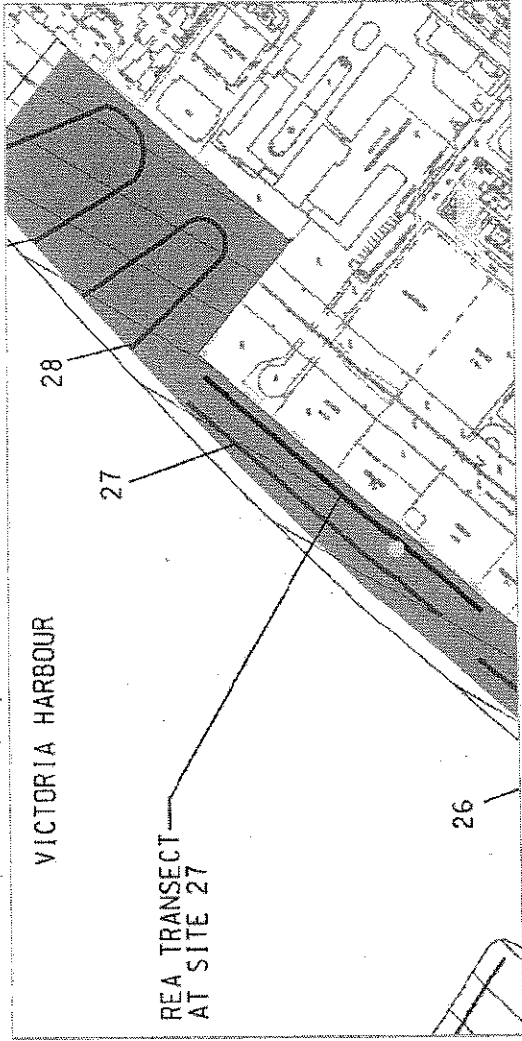 VICTORIA HARBOUR
REA TRANSECT
AT SITE 27
28
27
26